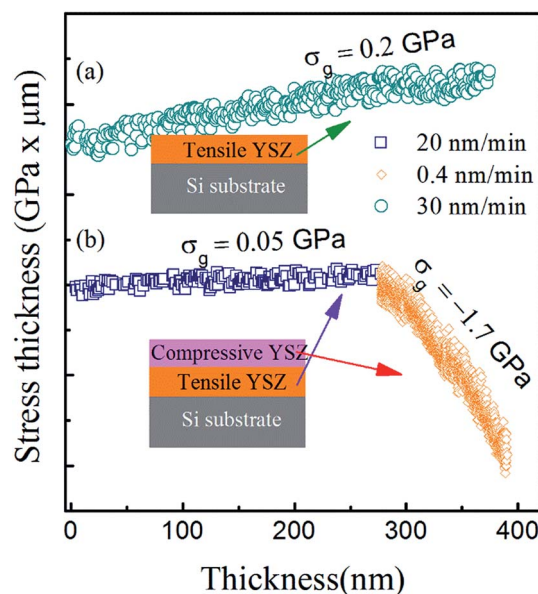 (a)
σg = 0.2 GPa
Tensile YSZ
Si substrate
20 nm/min
0.4 nm/min
30 nm/min
(b)
σg = 0.05 GPa
σg = −1.7 GPa
Compressive YSZ
Tensile YSZ
Si substrate
Stress thickness (GPa x μm)
0 100 200 300 400
Thickness(nm)